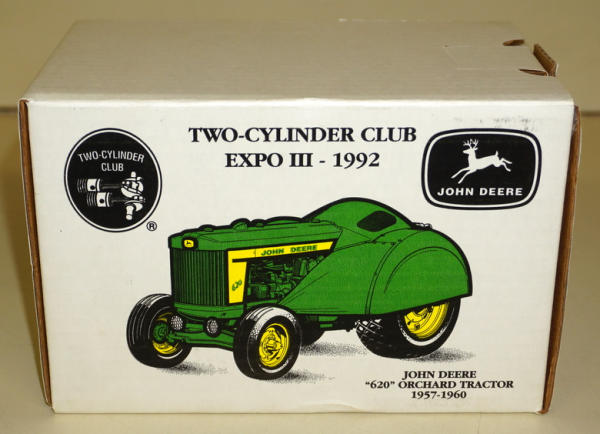 TWO-CYLINDER CLUB
EXPO III - 1992
TWO-CYLINDER
CLUB
®
JOHN DEERE
JOHN DEERE
620
JOHN DEERE
"620" ORCHARD TRACTOR
1957-1960